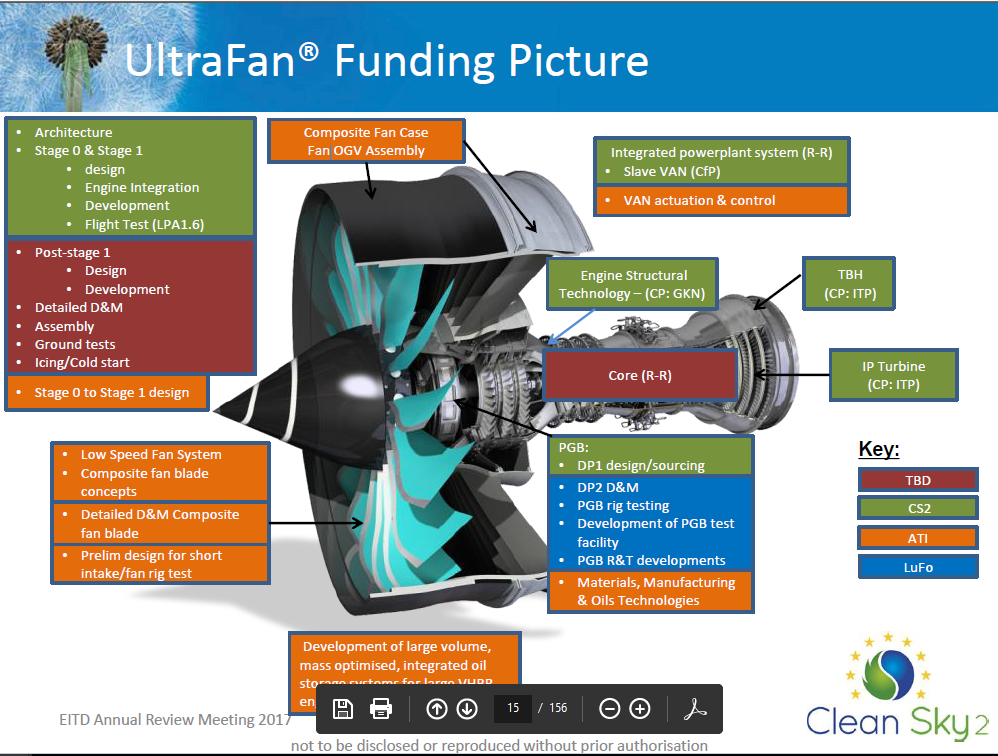 UltraFan® Funding Picture
• Architecture
• Stage 0 & Stage 1
• design
• Engine Integration
• Development
• Flight Test (LPA1.6)
• Post-stage 1
• Design
• Development
• Detailed D&M
• Assembly
• Ground tests
• Icing/Cold start
• Stage 0 to Stage 1 design
Composite Fan Case
Fan OGV Assembly
Integrated powerplant system (R-R)
• Slave VAN (CfP)
• VAN actuation & control
Engine Structural
Technology – (CP: GKN)
TBH
(CP: ITP)
Core (R-R)
IP Turbine
(CP: ITP)
• Low Speed Fan System
• Composite fan blade
concepts
• Detailed D&M Composite
fan blade
• Prelim design for short
intake/fan rig test
PGB:
• DP1 design/sourcing
• DP2 D&M
• PGB rig testing
• Development of PGB test
facility
• PGB R&T developments
• Materials, Manufacturing
& Oils Technologies
Key:
TBD
CS2
ATI
LuFo
Development of large volume,
mass optimised, integrated oil
storage systems for large VHBR
15 / 156
EITD Annual Review Meeting 2017
Clean Sky2
not to be disclosed or reproduced without prior authorisation